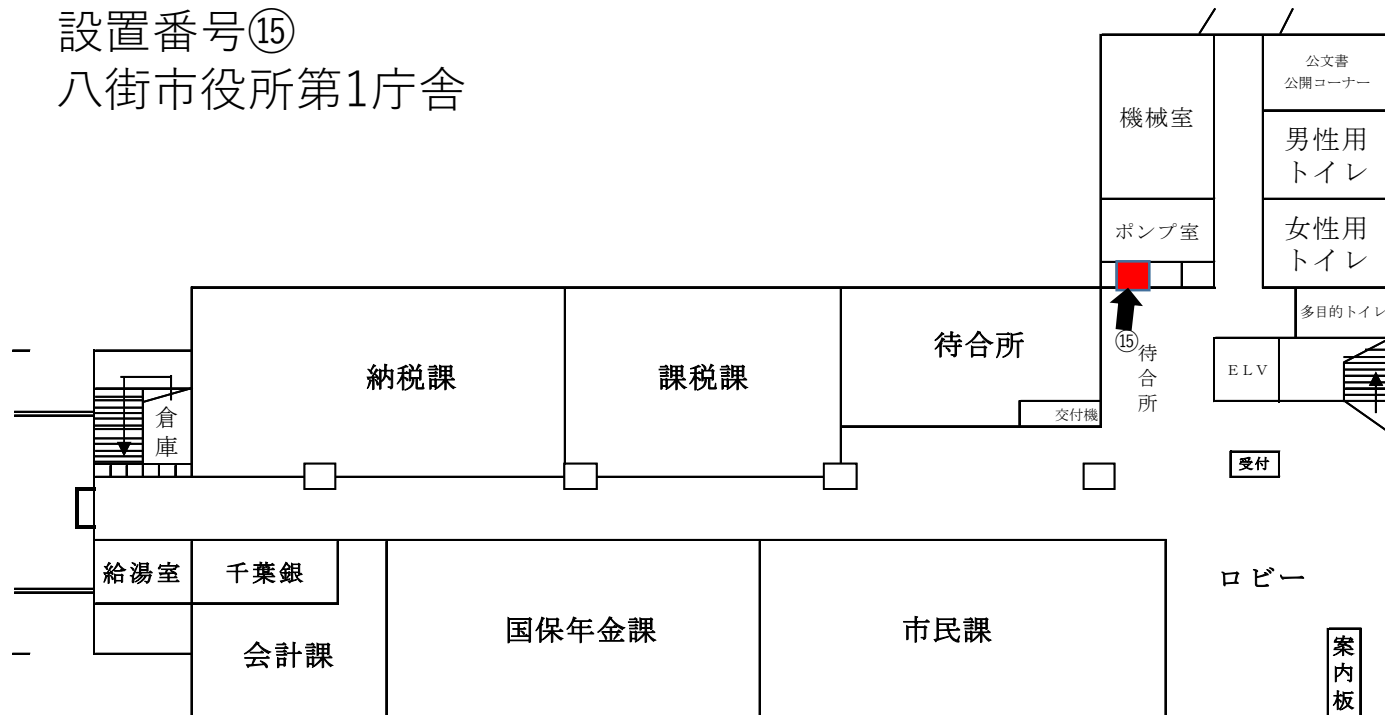 設置番号⑮
八街市役所第1庁舎
公文書
公開コーナー
機械室
男性用
トイレ
ポンプ室
女性用
トイレ
多目的トイレ
待合所
⑮
待合所
納税課
課税課
ELV
交付機
倉庫
受付
給湯室
千葉銀
ロビー
国保年金課
市民課
会計課
案内板